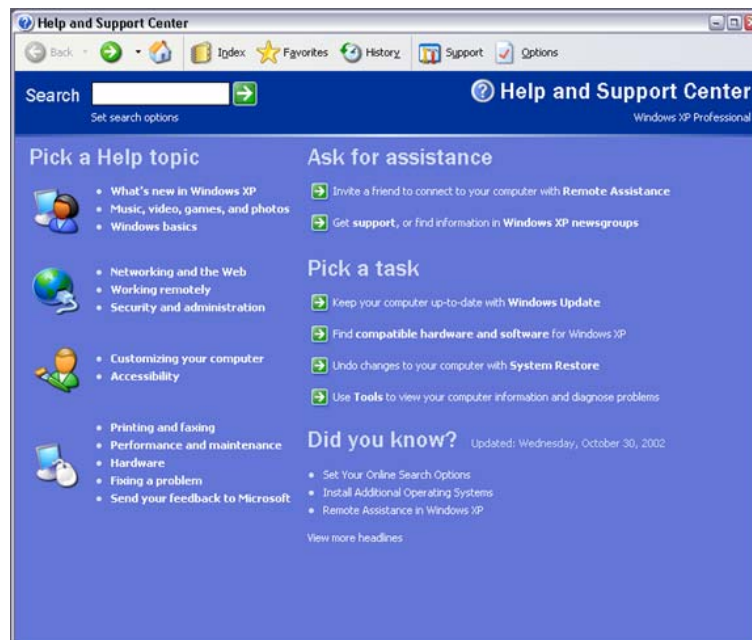 Help and Support Center
Back
Index
Favorites
History
Support
Options
Search
Set search options
Help and Support Center
Windows XP Professional
Pick a Help topic
What's new in Windows XP
Music, video, games, and photos
Windows basics
Networking and the Web
Working remotely
Security and administration
Customizing your computer
Accessibility
Printing and faxing
Performance and maintenance
Hardware
Fixing a problem
Send your feedback to Microsoft
Ask for assistance
Invite a friend to connect to your computer with Remote Assistance
Get support, or find information in Windows XP newsgroups
Pick a task
Keep your computer up-to-date with Windows Update
Find compatible hardware and software for Windows XP
Undo changes to your computer with System Restore
Use Tools to view your computer information and diagnose problems
Did you know? Updated: Wednesday, October 30, 2002
Set Your Online Search Options
Install Additional Operating Systems
Remote Assistance in Windows XP
View more headlines